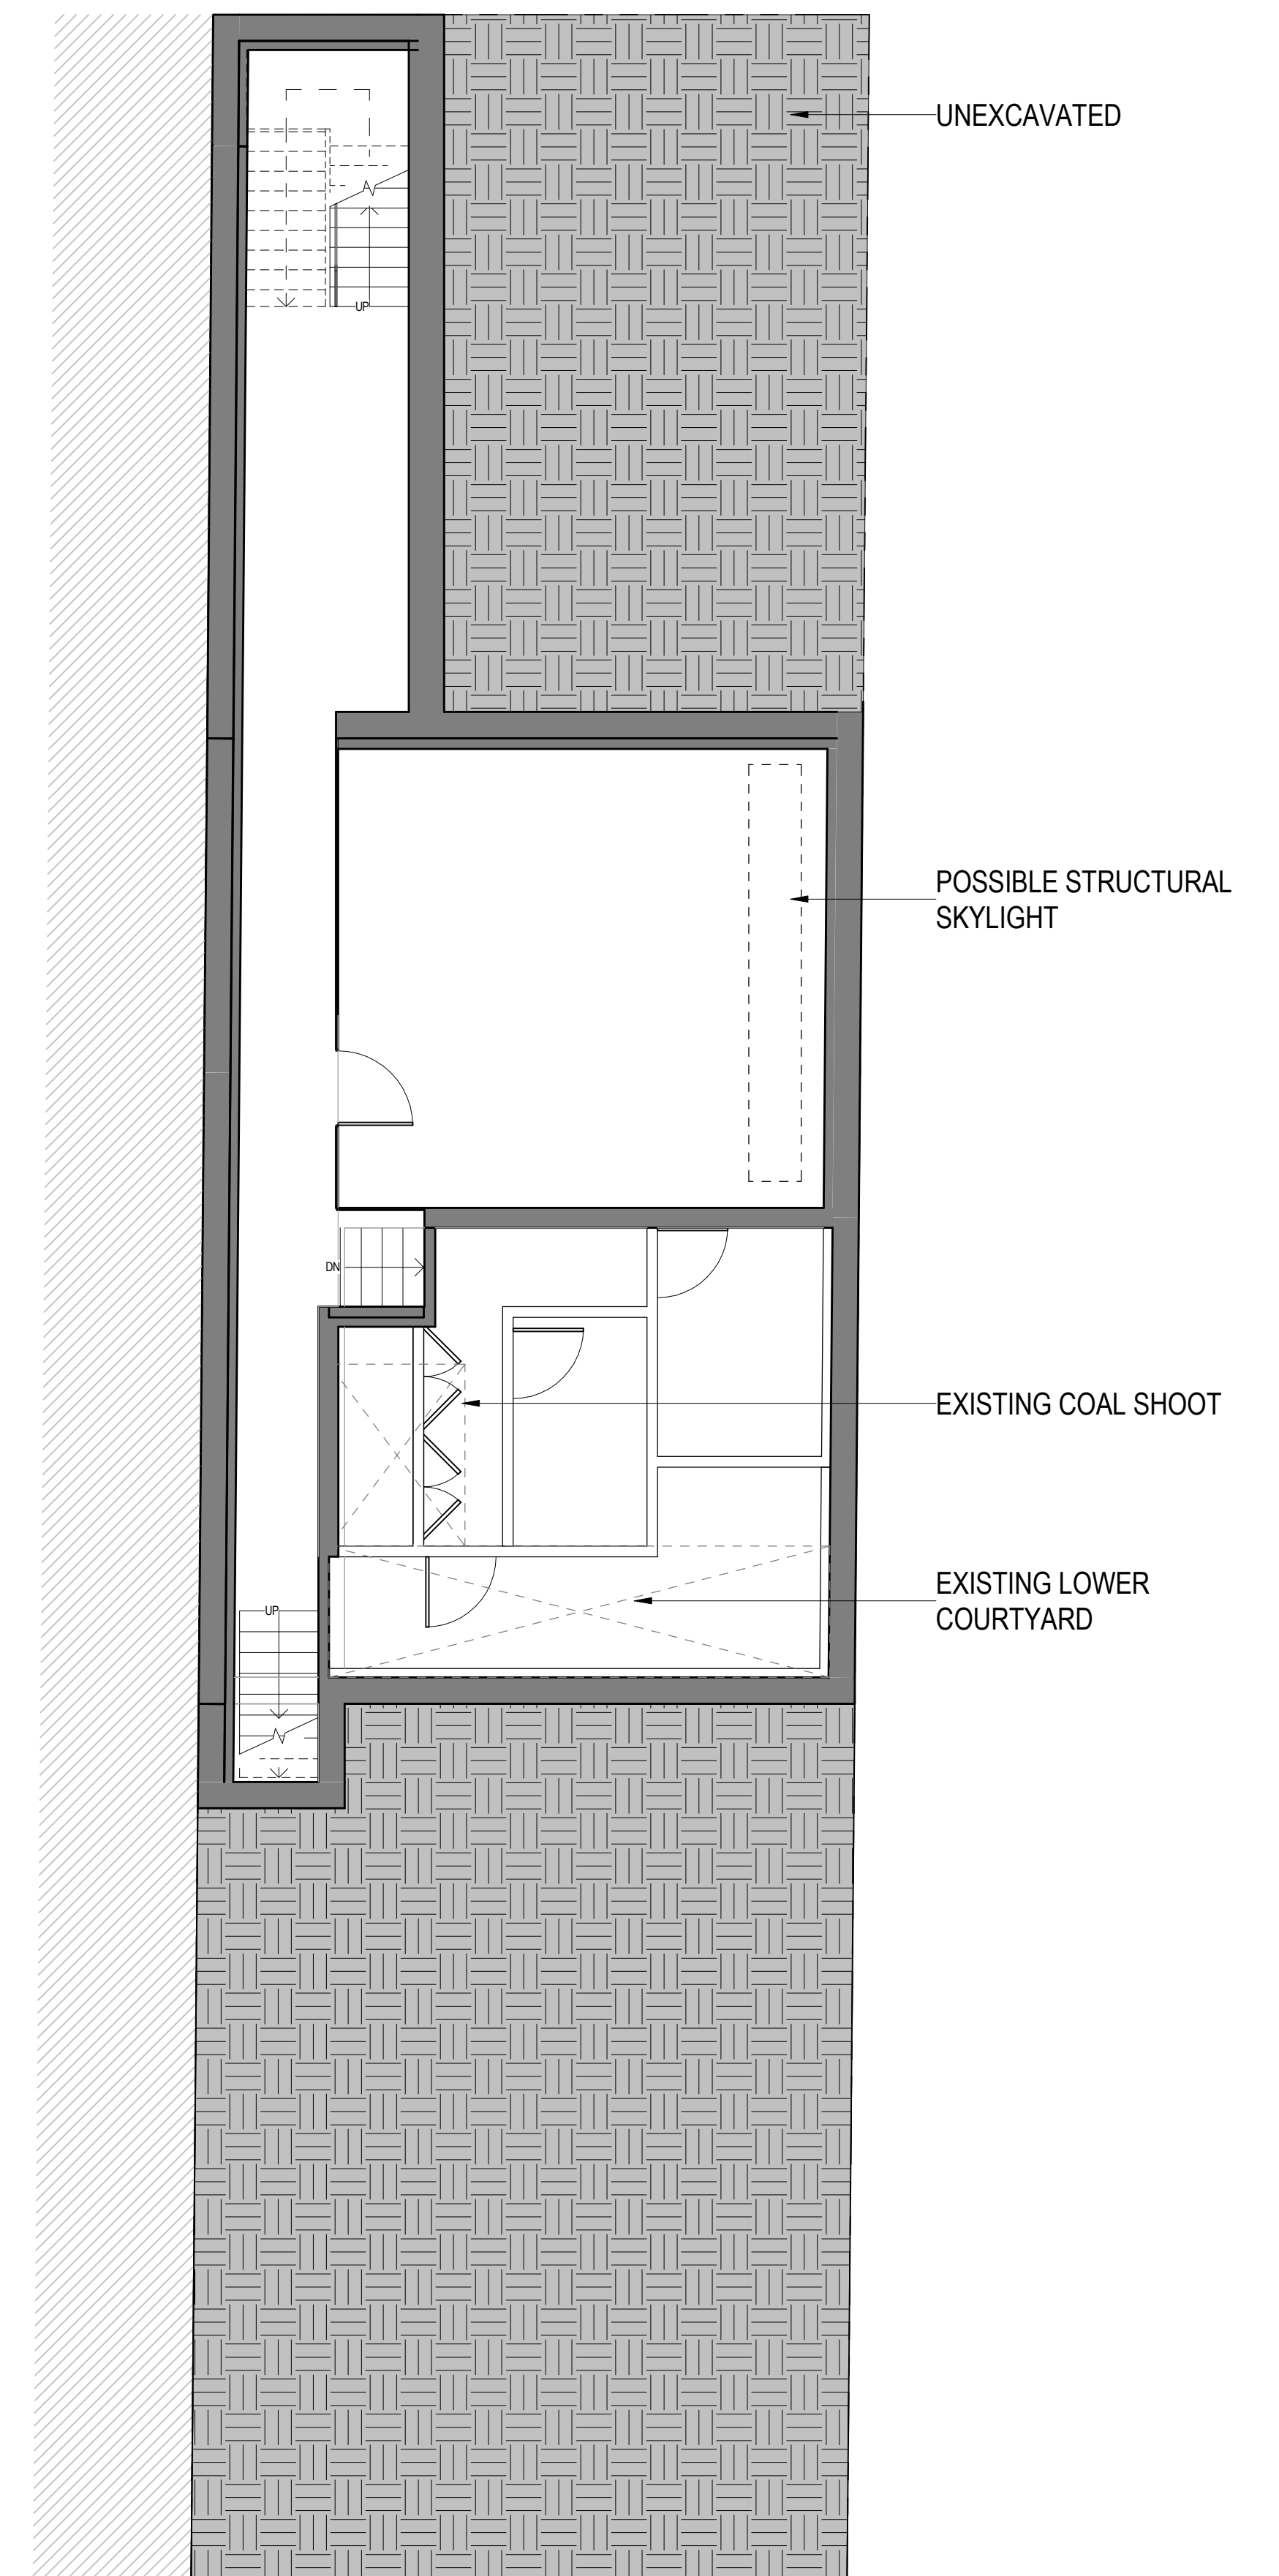 UNEXCAVATED
UP
POSSIBLE STRUCTURAL
SKYLIGHT
DN
EXISTING COAL SHOOT
EXISTING LOWER
COURTYARD
UP